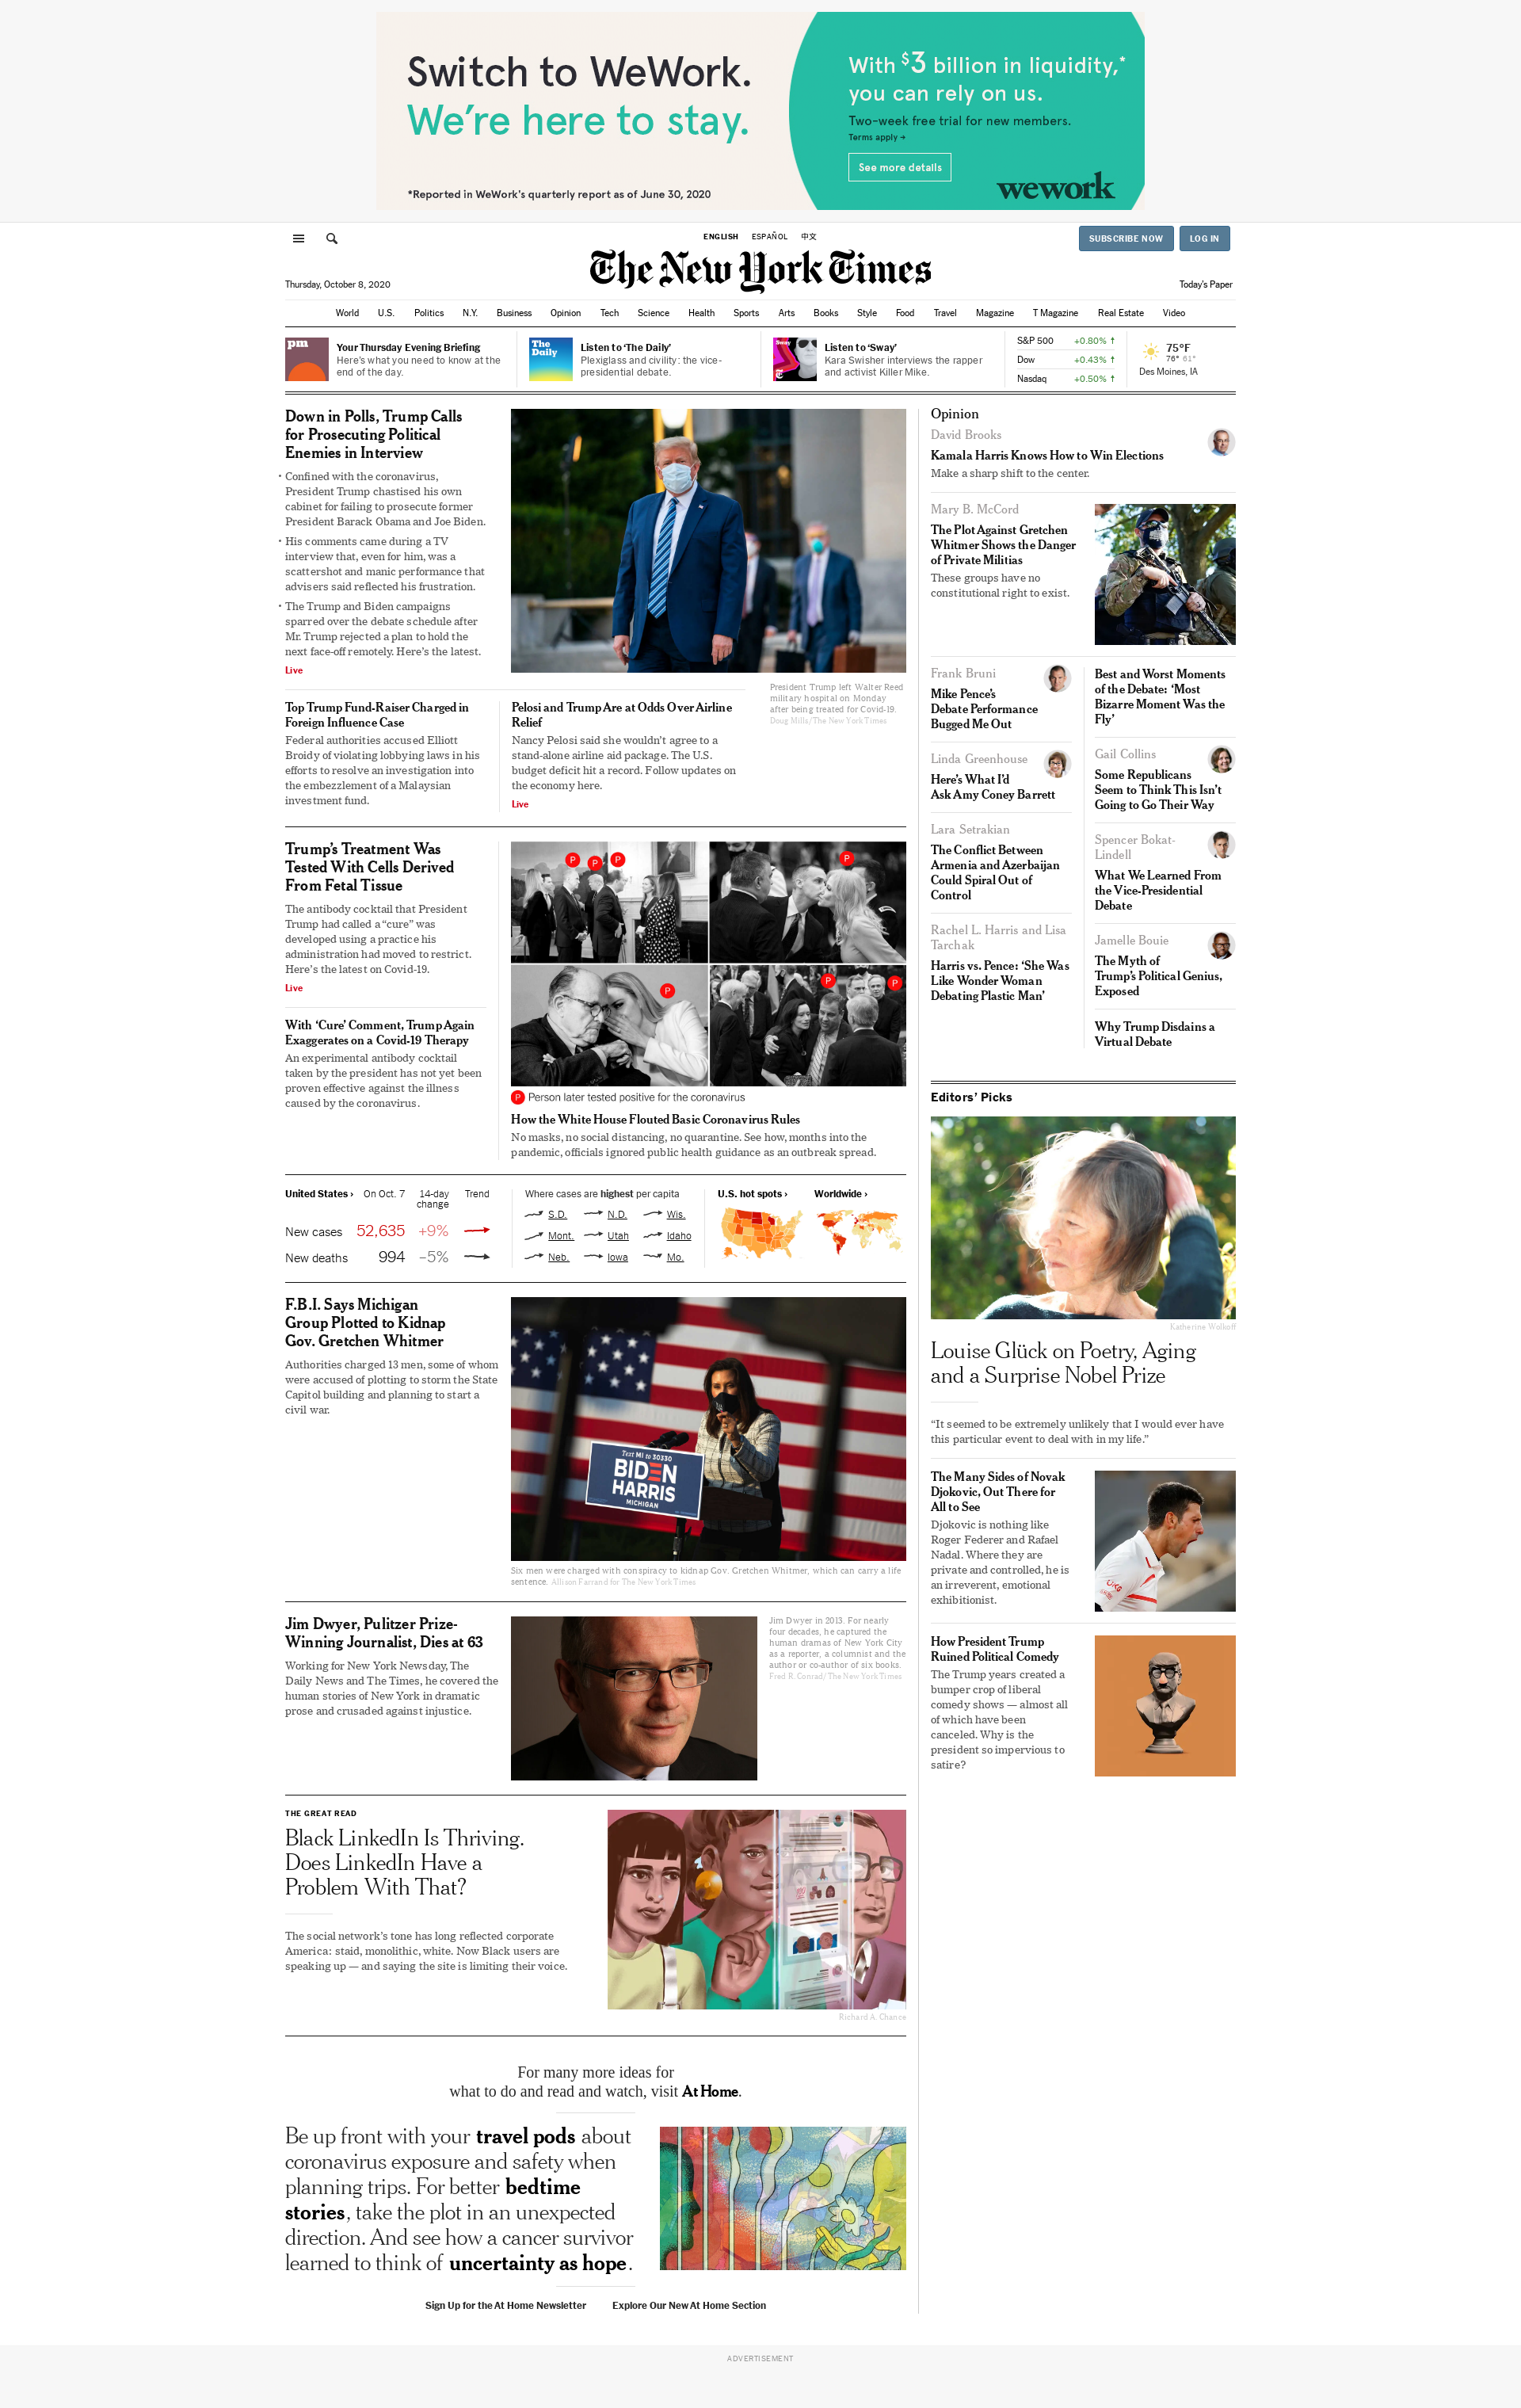 Switch to WeWork.
We're here to stay.
*Reported in WeWork's quarterly report as of June 30, 2020
With $3 billion in liquidity,*
you can rely on us.
Two-week free trial for new members.
Terms apply →
See more details
wework
ENGLISH ESPAÑOL 中文
SUBSCRIBE NOW LOG IN
The New York Times
Thursday, October 8, 2020
Today's Paper
World U.S. Politics N.Y. Business Opinion Tech Science Health Sports Arts Books Style Food Travel Magazine T Magazine Real Estate Video
pm
Your Thursday Evening Briefing
Here's what you need to know at the
end of the day.
The
Daily
Listen to 'The Daily'
Plexiglass and civility: the vice-
presidential debate.
Sway
Listen to 'Sway'
Kara Swisher interviews the rapper
and activist Killer Mike.
S&P 500 +0.80% ↑
Dow +0.43% ↑
Nasdaq +0.50% ↑
75°F
76° 61°
Des Moines, IA
Down in Polls, Trump Calls
for Prosecuting Political
Enemies in Interview
• Confined with the coronavirus,
President Trump chastised his own
cabinet for failing to prosecute former
President Barack Obama and Joe Biden.
• His comments came during a TV
interview that, even for him, was a
scattershot and manic performance that
advisers said reflected his frustration.
• The Trump and Biden campaigns
sparred over the debate schedule after
Mr. Trump rejected a plan to hold the
next face-off remotely. Here's the latest.
Live
President Trump left Walter Reed
military hospital on Monday
after being treated for Covid-19.
Doug Mills/The New York Times
Top Trump Fund-Raiser Charged in
Foreign Influence Case
Federal authorities accused Elliott
Broidy of violating lobbying laws in his
efforts to resolve an investigation into
the embezzlement of a Malaysian
investment fund.
Pelosi and Trump Are at Odds Over Airline
Relief
Nancy Pelosi said she wouldn't agree to a
stand-alone airline aid package. The U.S.
budget deficit hit a record. Follow updates on
the economy here.
Live
Trump's Treatment Was
Tested With Cells Derived
From Fetal Tissue
The antibody cocktail that President
Trump had called a "cure" was
developed using a practice his
administration had moved to restrict.
Here's the latest on Covid-19.
Live
With 'Cure' Comment, Trump Again
Exaggerates on a Covid-19 Therapy
An experimental antibody cocktail
taken by the president has not yet been
proven effective against the illness
caused by the coronavirus.
P P P P
P P P
P Person later tested positive for the coronavirus
How the White House Flouted Basic Coronavirus Rules
No masks, no social distancing, no quarantine. See how, months into the
pandemic, officials ignored public health guidance as an outbreak spread.
United States › On Oct. 7 14-day
change Trend
New cases 52,635 +9%
New deaths 994 –5%
Where cases are highest per capita
S.D. N.D. Wis.
Mont. Utah Idaho
Neb. Iowa Mo.
U.S. hot spots › Worldwide ›
F.B.I. Says Michigan
Group Plotted to Kidnap
Gov. Gretchen Whitmer
Authorities charged 13 men, some of whom
were accused of plotting to storm the State
Capitol building and planning to start a
civil war.
Text MI to 30330
BIDEN
HARRIS
MICHIGAN
Six men were charged with conspiracy to kidnap Gov. Gretchen Whitmer, which can carry a life
sentence. Allison Farrand for The New York Times
Jim Dwyer, Pulitzer Prize-
Winning Journalist, Dies at 63
Working for New York Newsday, The
Daily News and The Times, he covered the
human stories of New York in dramatic
prose and crusaded against injustice.
Jim Dwyer in 2013. For nearly
four decades, he captured the
human dramas of New York City
as a reporter, a columnist and the
author or co-author of six books.
Fred R. Conrad/The New York Times
THE GREAT READ
Black LinkedIn Is Thriving.
Does LinkedIn Have a
Problem With That?
The social network's tone has long reflected corporate
America: staid, monolithic, white. Now Black users are
speaking up — and saying the site is limiting their voice.
Richard A. Chance
For many more ideas for
what to do and read and watch, visit At Home.
Be up front with your travel pods about
coronavirus exposure and safety when
planning trips. For better bedtime
stories, take the plot in an unexpected
direction. And see how a cancer survivor
learned to think of uncertainty as hope.
Sign Up for the At Home Newsletter Explore Our New At Home Section
Opinion
David Brooks
Kamala Harris Knows How to Win Elections
Make a sharp shift to the center.
Mary B. McCord
The Plot Against Gretchen
Whitmer Shows the Danger
of Private Militias
These groups have no
constitutional right to exist.
Frank Bruni
Mike Pence's
Debate Performance
Bugged Me Out
Linda Greenhouse
Here's What I'd
Ask Amy Coney Barrett
Lara Setrakian
The Conflict Between
Armenia and Azerbaijan
Could Spiral Out of
Control
Rachel L. Harris and Lisa
Tarchak
Harris vs. Pence: 'She Was
Like Wonder Woman
Debating Plastic Man'
Best and Worst Moments
of the Debate: 'Most
Bizarre Moment Was the
Fly'
Gail Collins
Some Republicans
Seem to Think This Isn't
Going to Go Their Way
Spencer Bokat-
Lindell
What We Learned From
the Vice-Presidential
Debate
Jamelle Bouie
The Myth of
Trump's Political Genius,
Exposed
Why Trump Disdains a
Virtual Debate
Editors' Picks
Katherine Wolkoff
Louise Glück on Poetry, Aging
and a Surprise Nobel Prize
"It seemed to be extremely unlikely that I would ever have
this particular event to deal with in my life."
The Many Sides of Novak
Djokovic, Out There for
All to See
Djokovic is nothing like
Roger Federer and Rafael
Nadal. Where they are
private and controlled, he is
an irreverent, emotional
exhibitionist.
How President Trump
Ruined Political Comedy
The Trump years created a
bumper crop of liberal
comedy shows — almost all
of which have been
canceled. Why is the
president so impervious to
satire?
ADVERTISEMENT